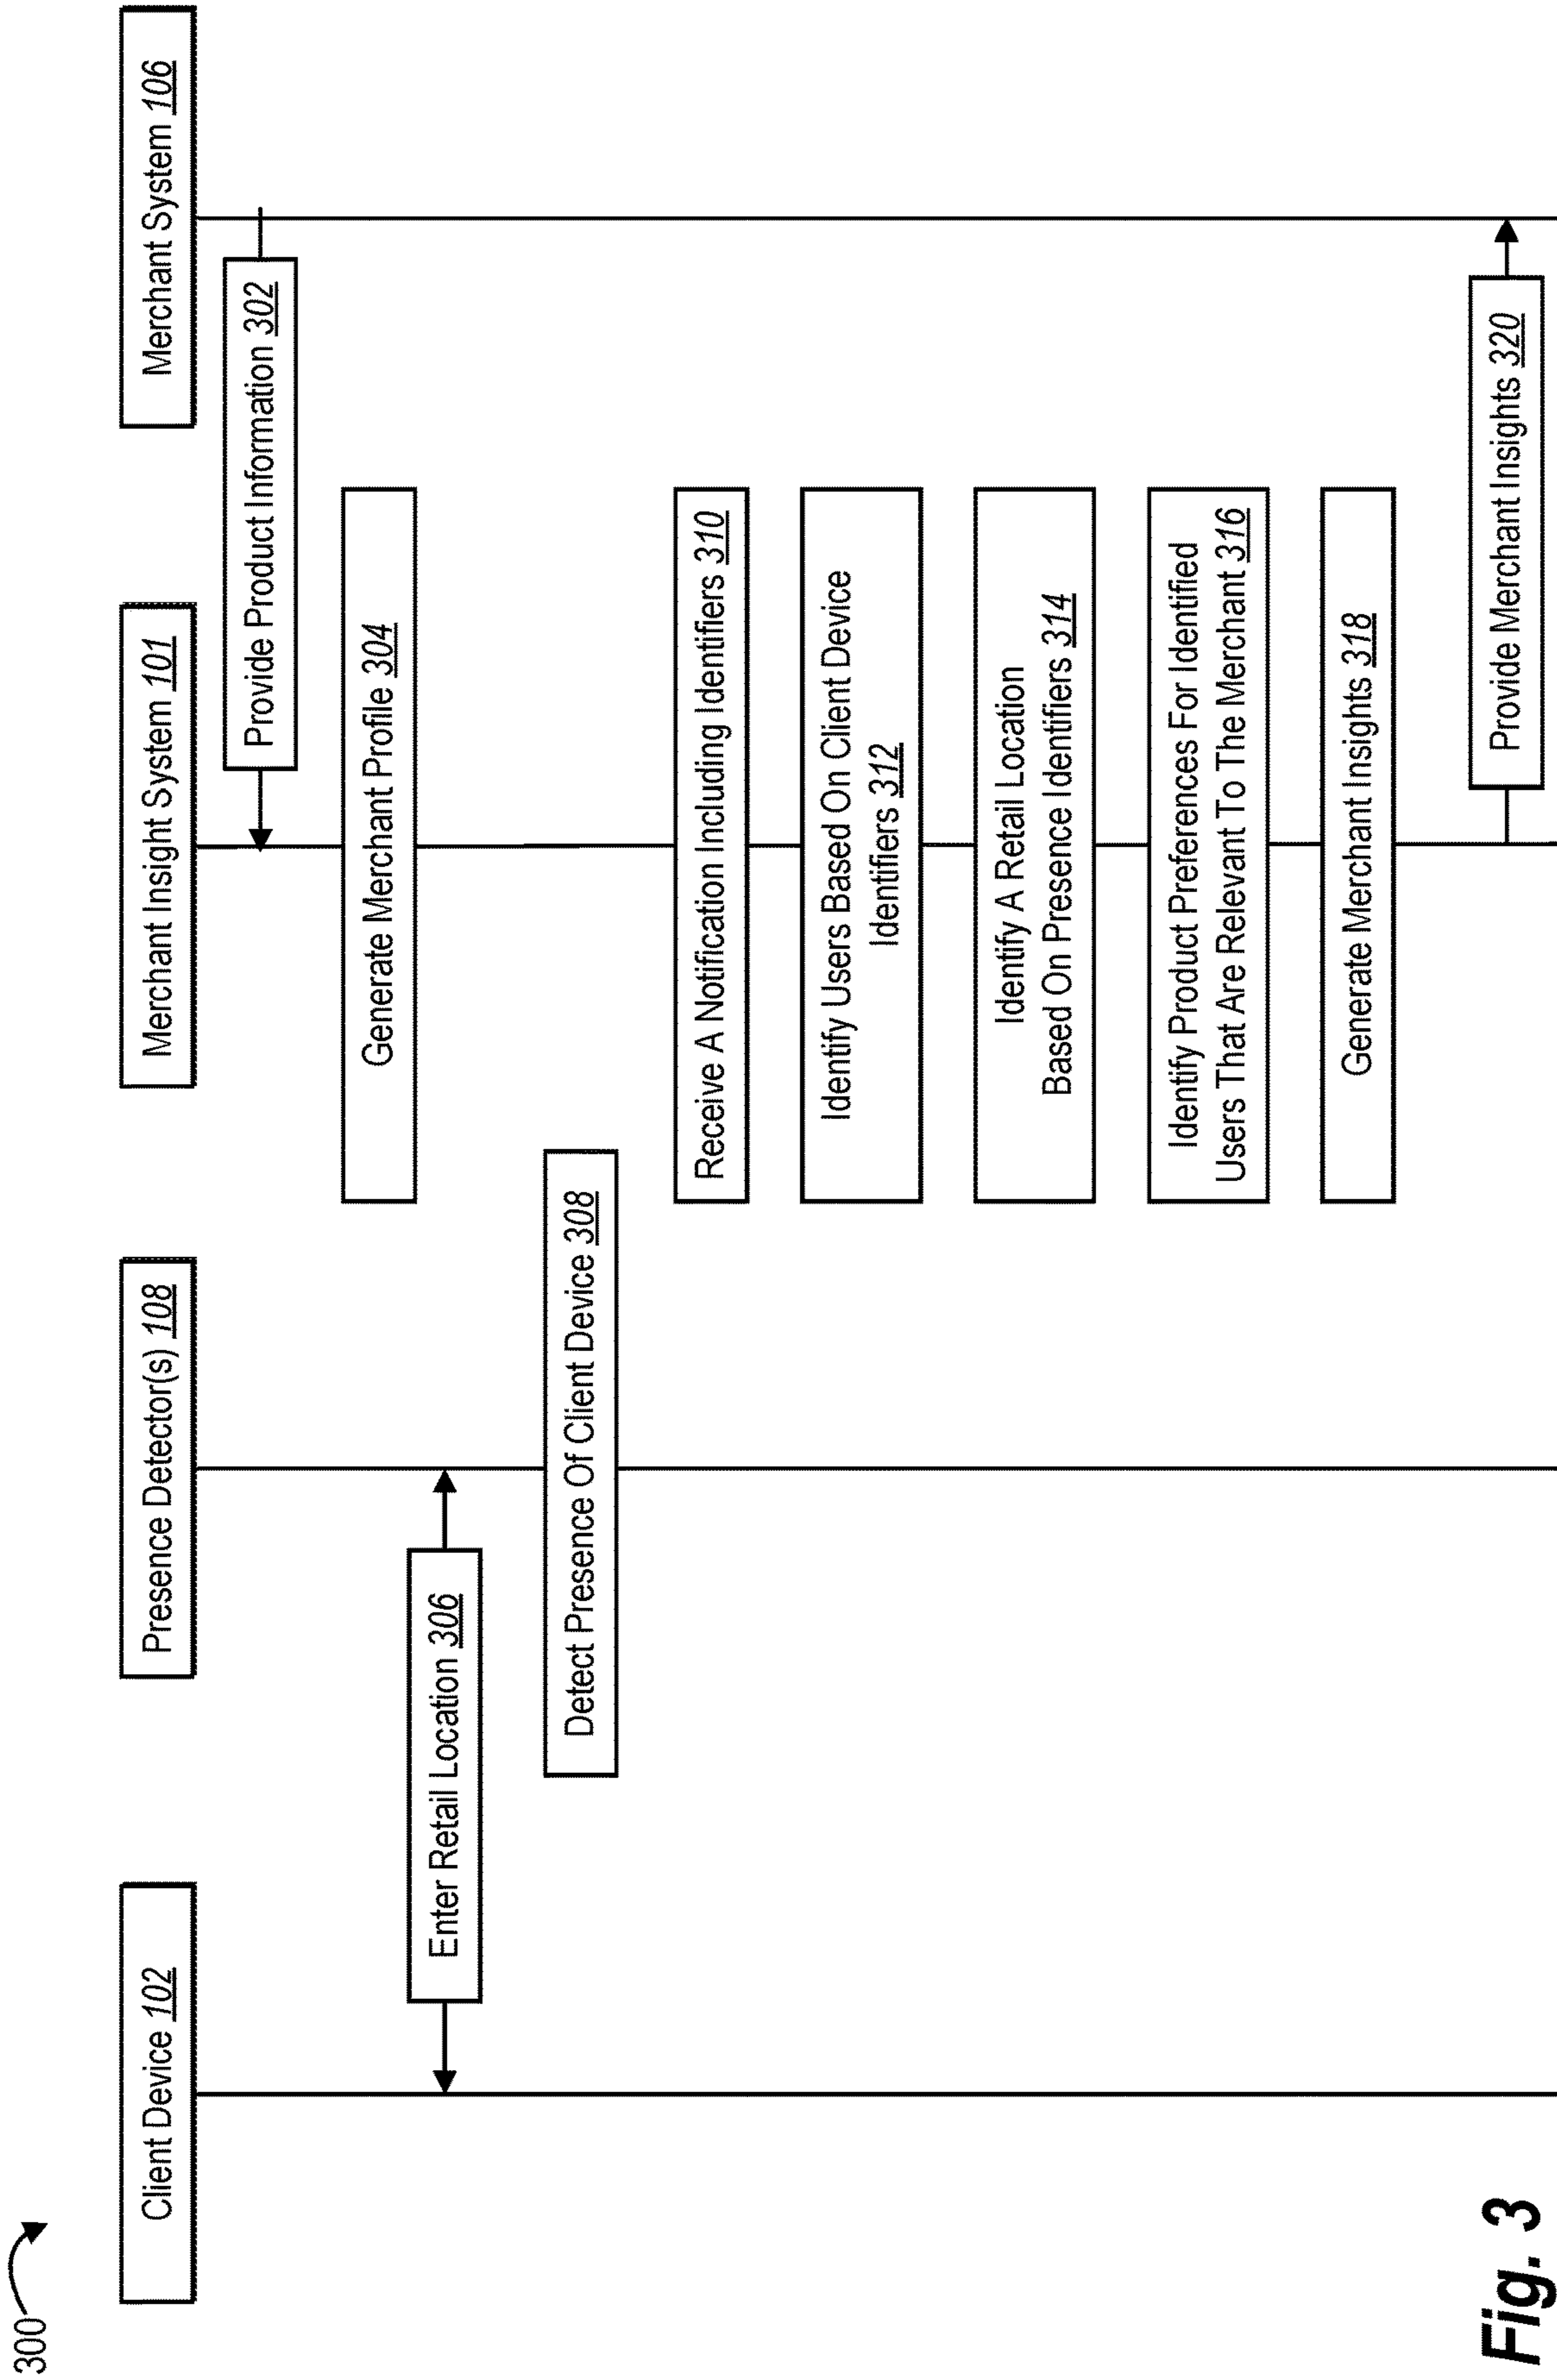 300
Client Device 102
Presence Detector(s) 108
Merchant Insight System 101
Merchant System 106
Provide Product Information 302
Generate Merchant Profile 304
Enter Retail Location 306
Detect Presence Of Client Device 308
Receive A Notification Including Identifiers 310
Identify Users Based On Client Device
Identifiers 312
Identify A Retail Location
Based On Presence Identifiers 314
Identify Product Preferences For Identified
Users That Are Relevant To The Merchant 316
Generate Merchant Insights 318
Provide Merchant Insights 320
Fig. 3